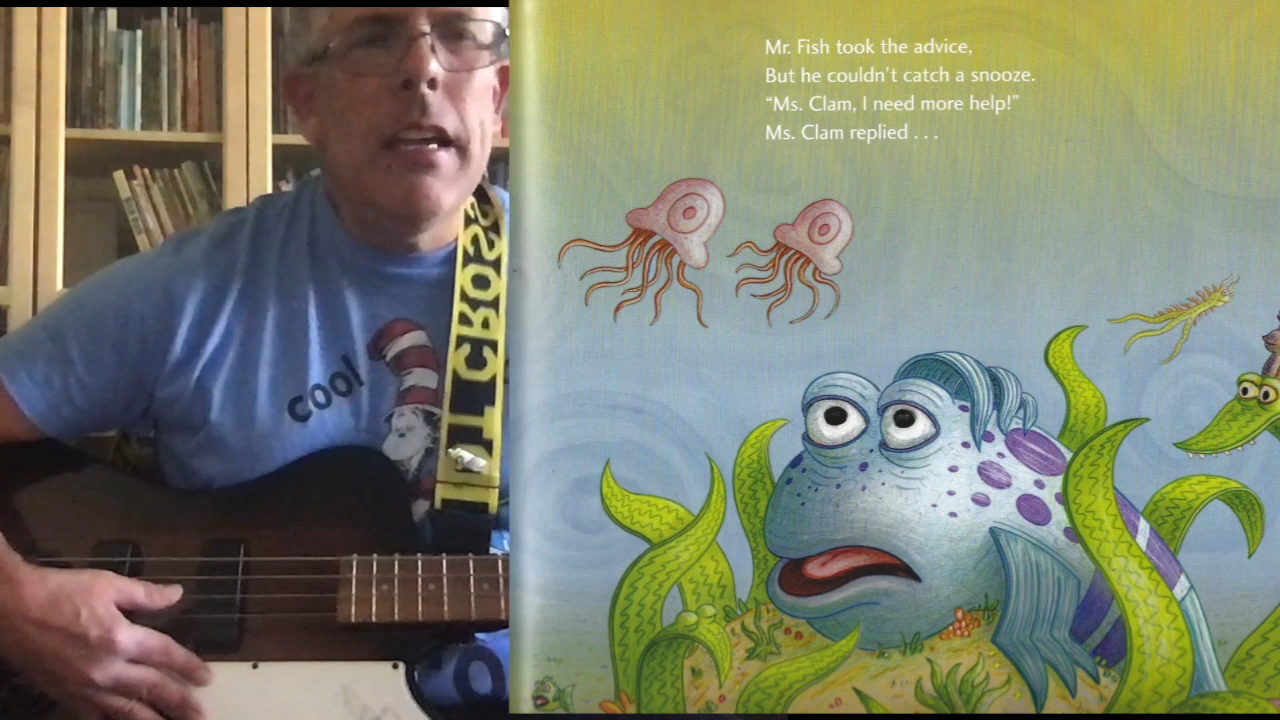 Mr. Fish took the advice,
But he couldn't catch a snooze.
"Ms. Clam, I need more help!"
Ms. Clam replied . . .
cool
CROSS